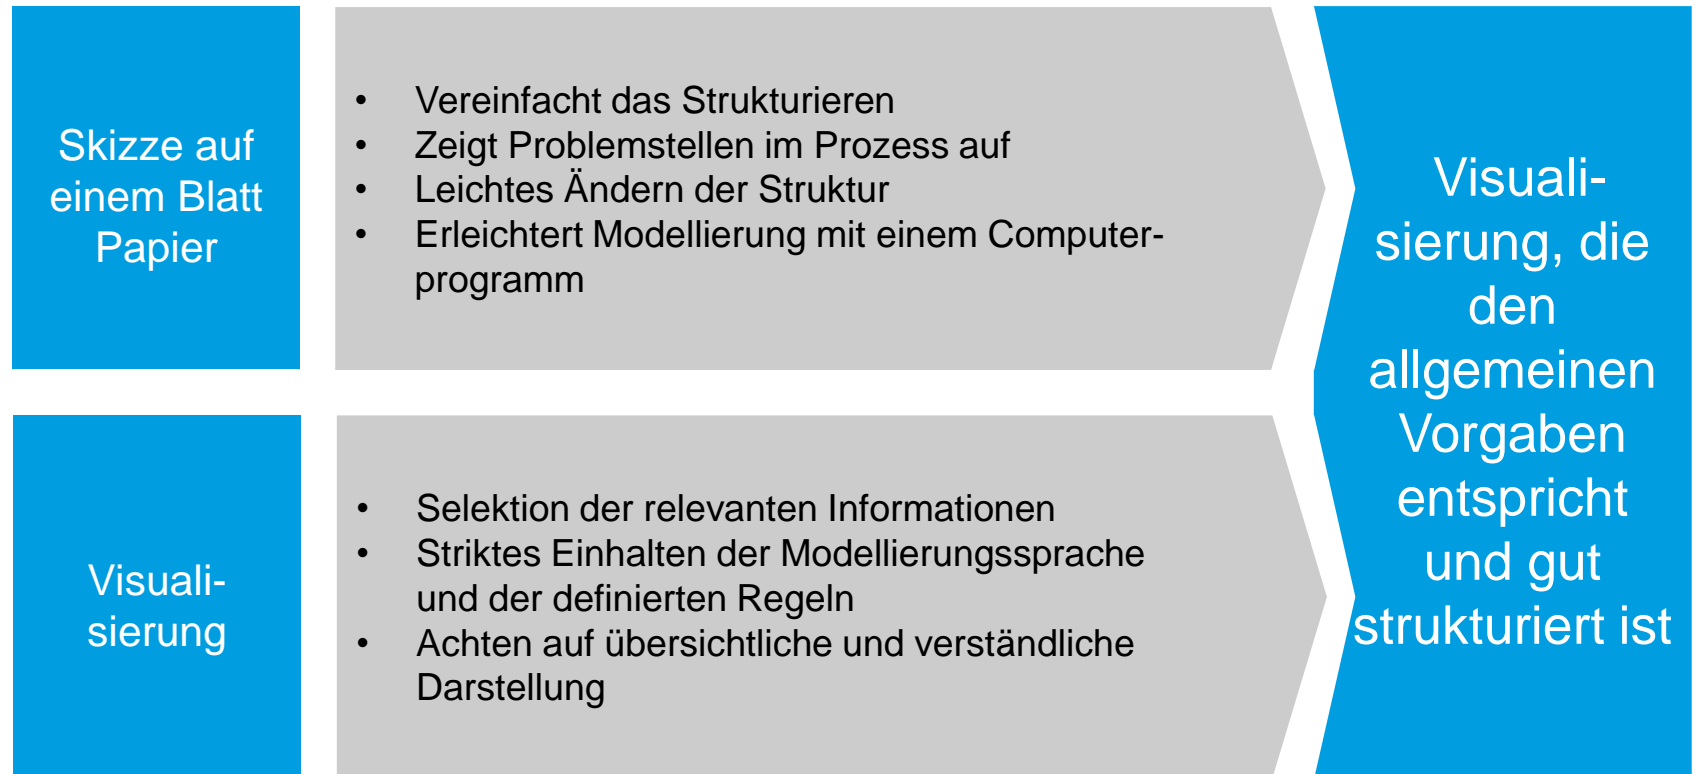 Skizze auf
einem Blatt
Papier
• Vereinfacht das Strukturieren
• Zeigt Problemstellen im Prozess auf
• Leichtes Ändern der Struktur
• Erleichtert Modellierung mit einem Computer-
programm
Visuali-
sierung
• Selektion der relevanten Informationen
• Striktes Einhalten der Modellierungssprache
und der definierten Regeln
• Achten auf übersichtliche und verständliche
Darstellung
Visuali-
sierung, die
den
allgemeinen
Vorgaben
entspricht
und gut
strukturiert ist